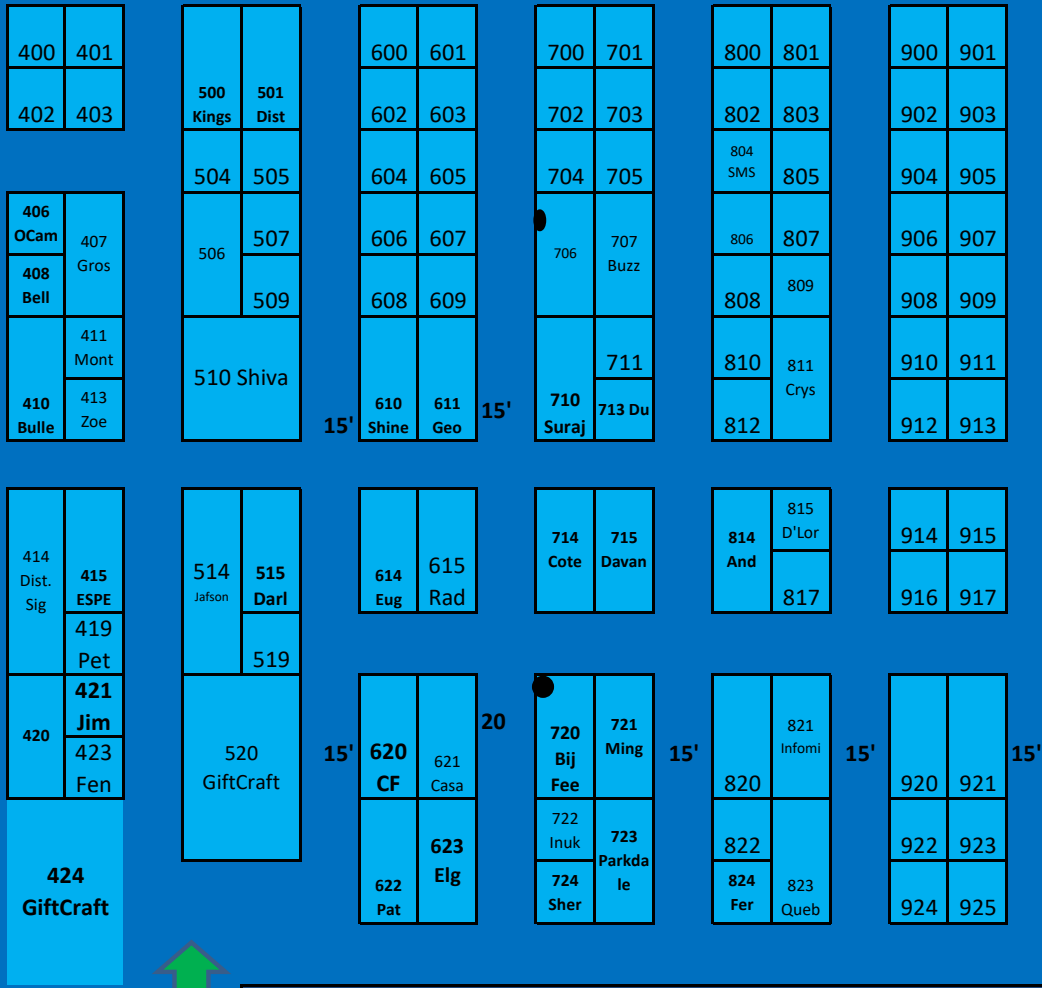 400 401 600 601 700 701 800 801 900 901
402 403 500 501 602 603 702 703 802 803 902 903
Kings Dist
504 505 604 605 704 705 804 805 904 905
SMS
406 407 506 507 606 607 706 707 806 807 906 907
OCam Gros Buzz
408 509 608 609 808 809 908 909
Bell
411 510 Shiva 711 810 811 910 911
Mont Crys
410 413 15' 610 611 15' 710 713 Du 812 912 913
Bulle Zoe Shine Geo Suraj
414 415 514 515 614 615 714 715 814 815 914 915
Dist. ESPE Jafson Darl Eug Rad Cote Davan And D'Lor
Sig 817 916 917
419 519
Pet
420 421 520 15' 620 621 20 720 721 15' 820 821 15' 920 921 15'
Jim GiftCraft CF Casa Bij Ming Infomi
423 Fee
Fen
424 622 623 722 723 822 823 922 923
GiftCraft Pat Elg Inuk Parkda Queb
724 le 824 924 925
Sher Fer